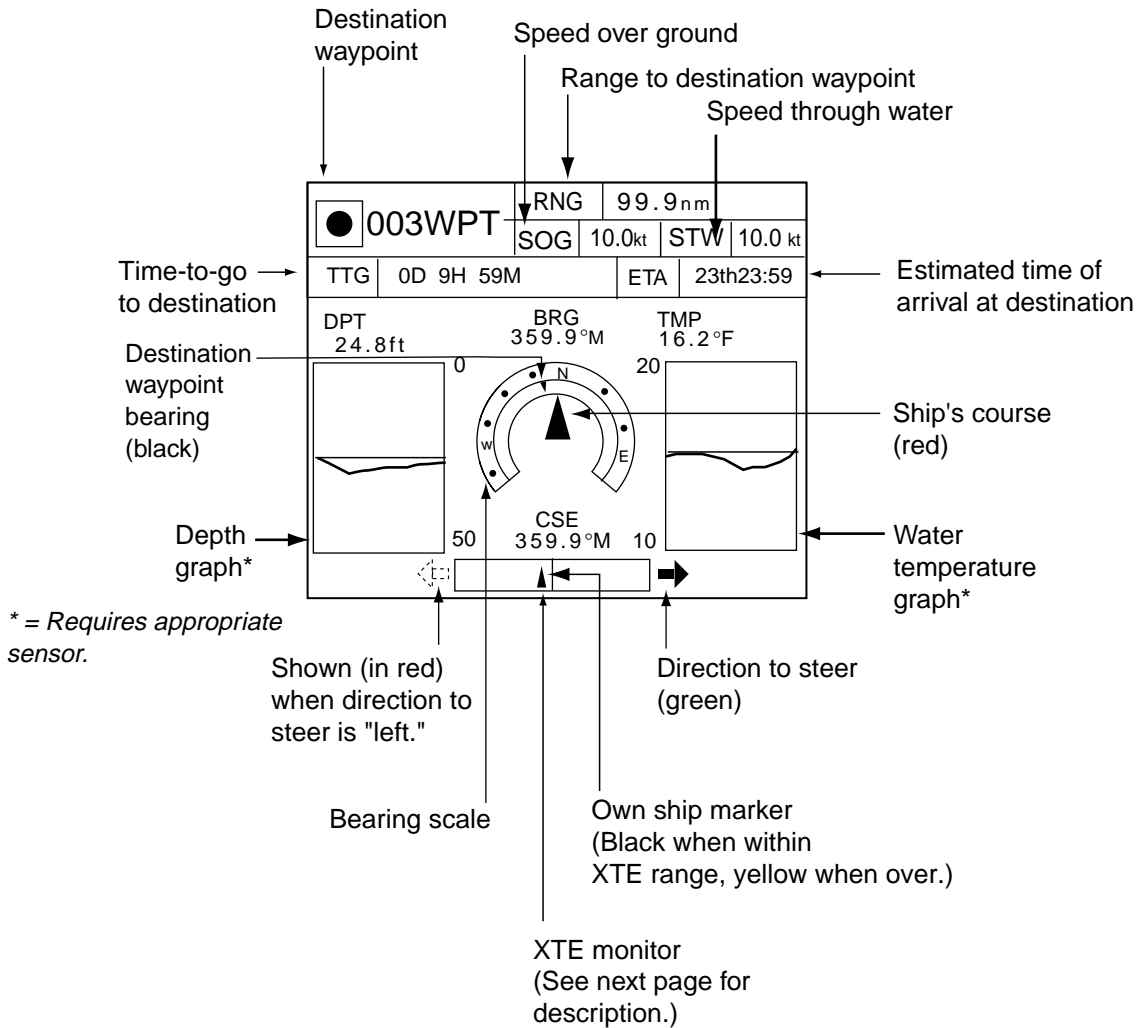 Destination
waypoint
Speed over ground
Range to destination waypoint
Speed through water
RNG 99.9nm
003WPT
SOG 10.0kt STW 10.0 kt
Time-to-go
to destination
TTG 0D 9H 59M ETA 23th23:59
Estimated time of
arrival at destination
DPT
24.8ft
BRG
359.9°M
TMP
16.2°F
Destination
waypoint
bearing
(black)
0
20
N
W
E
Ship's course
(red)
Depth
graph*
50
CSE
359.9°M
10
Water
temperature
graph*
* = Requires appropriate
sensor.
Shown (in red)
when direction to
steer is "left."
Direction to steer
(green)
Bearing scale
Own ship marker
(Black when within
XTE range, yellow when over.)
XTE monitor
(See next page for
description.)